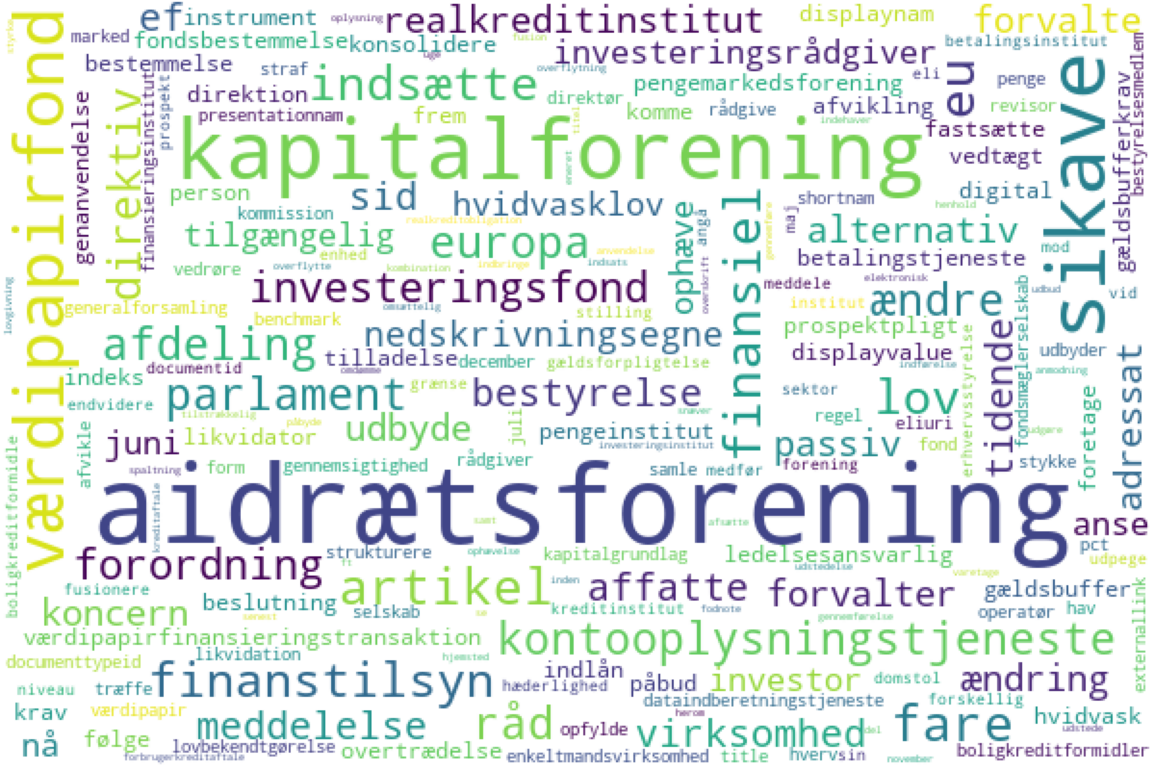 ef instrument oplysning realkreditinstitut displaynam forvalte
marked fondsbestemmelse konsolidere fusion investeringsrådgiver betalingsinstitut
bestemmelse straf indsætte overflytning pengemarkedsforening eli eu penge
direktion direktør afvikling revisor
presentationnam frem komme rådgive indehaver fastsætte
værdipapirfond genanvendelse direktiv finansieringsinstitut prospekt kapitalforening titel eneret vedtægt sikave gældsbufferkrav bestyrelsesmedlem
person sid hvidvasklov shortnam digital
kommission realkreditobligation henhold
tilgængelig europa ophæve anga overskrift finansiel gennemføre maj alternativ mod
vedrøre enhed anvendelse betalingstjeneste
overflytte kombination indbringe indsats
investeringsfond meddele elektronisk udbud vid
lovgivning generalforsamling omsættelig stilling institut ændre
benchmark nedskrivningsegne prospektpligt
afdeling tilladelse december gældsforpligtelse displayvalue erhvervsstyrelse tidende fondsmæglerselskab udbyder adressat
indeks documentid omdømme indførelse anmodning
parlament grænse bestyrelse sektor lov foretage
endvidere tilstrækkelig påbyde snæver regel eliuri udgøre
juni likvidator udbyde juli pengeinstitut passiv fond
boligkreditformidle afvikle investeringsinstitut
spaltning form gennemsigtighed rådgiver samle medfør forening stykke
kreditaftale aidrætsforening
samt afsætte anse
forordning strukturere ophævelse kapitalgrundlag ledelsesansvarlig pct
ft udstedelse varetage udpege
fusionere artikel inden affatte forvalter gældsbuffer
koncern beslutning selskab kreditinstitut fodnote operatør hav
senest se gennemførelse
værdipapirfinansieringstransaktion kontooplysningstjeneste externallink
likvidation hjemsted
documenttypeid finanstilsyn indlån domstol ændring
niveau træffe hæderlighed påbud investor
værdipapir dataindberetningstjeneste forskellig
krav meddelelse råd herom fare hvidvask
opfylde virksomhed del udstede
nå følge lovbekendtgørelse overtrædelse
forbrugerkreditaftale enkeltmandsvirksomhed title hvervsin november boligkreditformidler